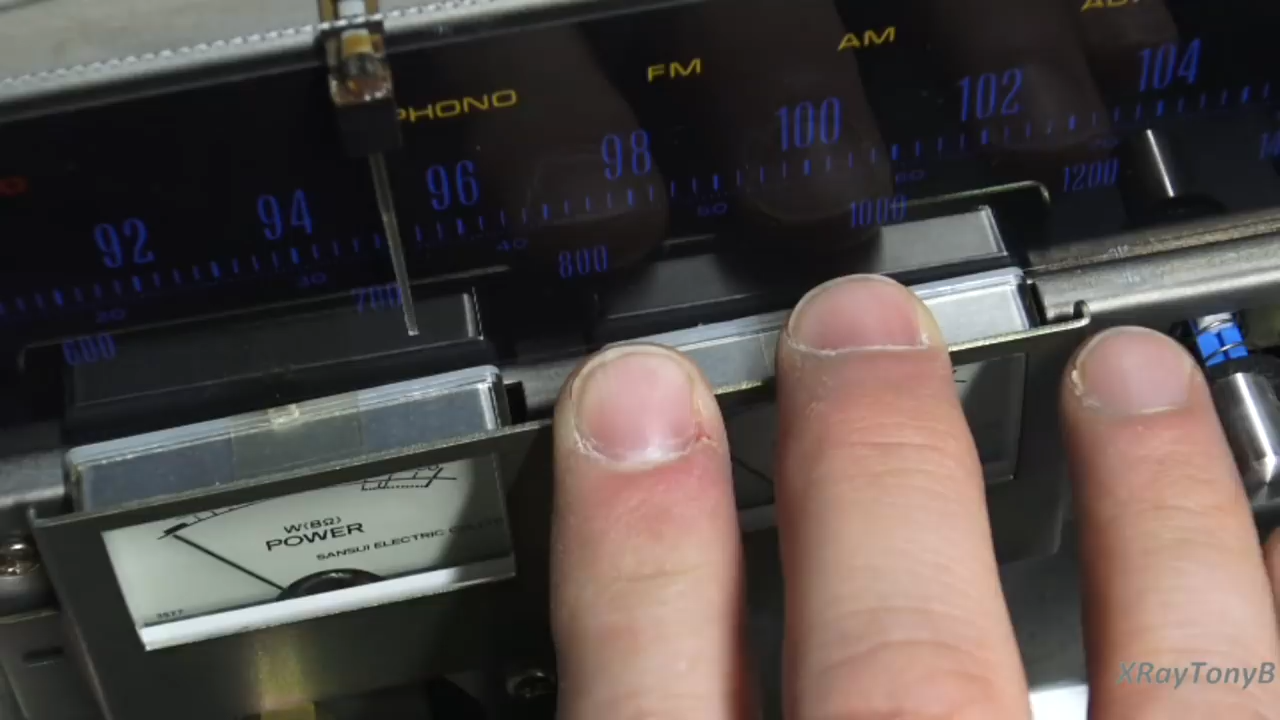 PHONO FM AM
92 94 96 98 100 102 104
20 30 40 50 60
600 700 800 1000 1200
W(8Ω)
POWER
SANSUI ELECTRIC
XRayTonyB